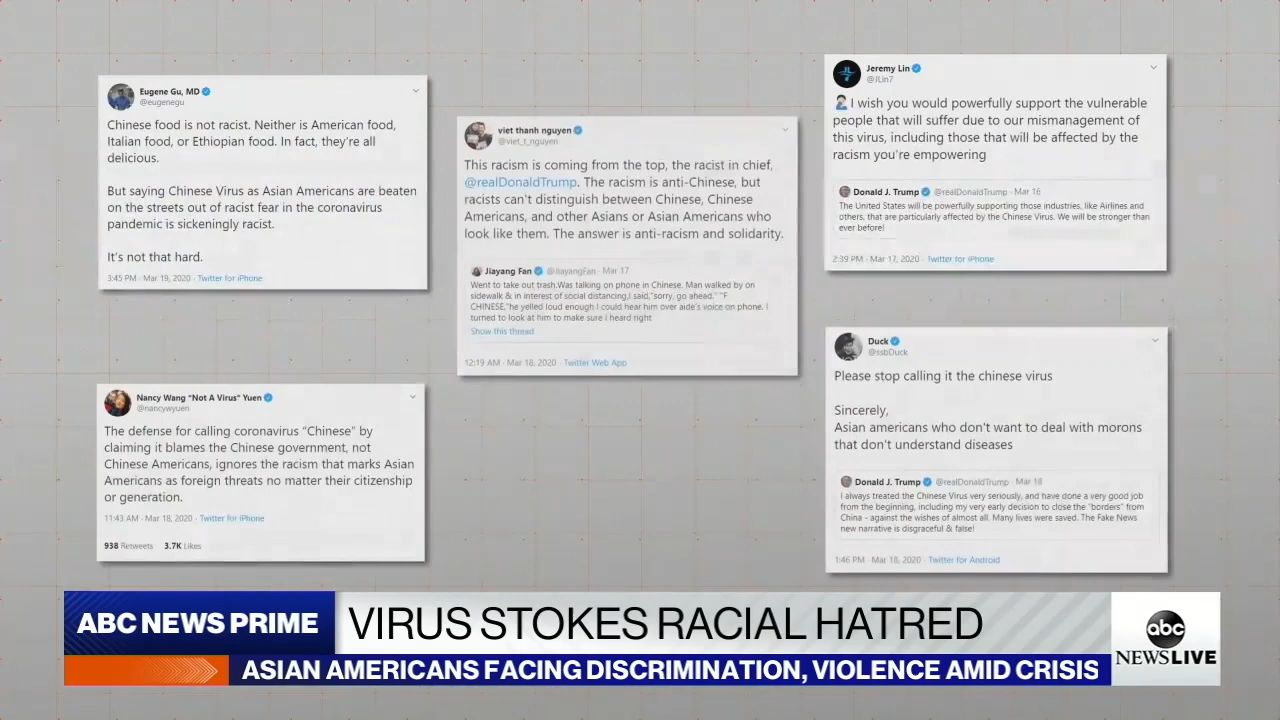 Eugene Gu, MD
@eugenegu
Chinese food is not racist. Neither is American food,
Italian food, or Ethiopian food. In fact, they're all
delicious.
But saying Chinese Virus as Asian Americans are beaten
on the streets out of racist fear in the coronavirus
pandemic is sickeningly racist.
It's not that hard.
3:45 PM · Mar 19, 2020 · Twitter for iPhone
Nancy Wang "Not A Virus" Yuen
@nancywyuen
The defense for calling coronavirus "Chinese" by
claiming it blames the Chinese government, not
Chinese Americans, ignores the racism that marks Asian
Americans as foreign threats no matter their citizenship
or generation.
11:43 AM · Mar 18, 2020 · Twitter for iPhone
938 Retweets 3.7K Likes
viet thanh nguyen
@viet_t_nguyen
This racism is coming from the top, the racist in chief,
@realDonaldTrump. The racism is anti-Chinese, but
racists can't distinguish between Chinese, Chinese
Americans, and other Asians or Asian Americans who
look like them. The answer is anti-racism and solidarity.
Jiayang Fan @JiayangFan · Mar 17
Went to take out trash.Was talking on phone in Chinese. Man walked by on
sidewalk & in interest of social distancing,I said,"sorry, go ahead." "F
CHINESE,"he yelled loud enough I could hear him over aide's voice on phone. I
turned to look at him to make sure i heard right
Show this thread
12:19 AM · Mar 18, 2020 · Twitter Web App
Jeremy Lin
@JLin7
I wish you would powerfully support the vulnerable
people that will suffer due to our mismanagement of
this virus, including those that will be affected by the
racism you're empowering
Donald J. Trump @realDonaldTrump · Mar 16
The United States will be powerfully supporting those industries, like Airlines and
others, that are particularly affected by the Chinese Virus. We will be stronger than
ever before!
2:39 PM · Mar 17, 2020 · Twitter for iPhone
Duck
@ssbDuck
Please stop calling it the chinese virus
Sincerely,
Asian americans who don't want to deal with morons
that don't understand diseases
Donald J. Trump @realDonaldTrump · Mar 18
I always treated the Chinese Virus very seriously, and have done a very good job
from the beginning, including my very early decision to close the "borders" from
China - against the wishes of almost all. Many lives were saved. The Fake News
new narrative is disgraceful & false!
1:46 PM · Mar 18, 2020 · Twitter for Android
ABC NEWS PRIME
VIRUS STOKES RACIAL HATRED
ASIAN AMERICANS FACING DISCRIMINATION, VIOLENCE AMID CRISIS
abc
NEWS LIVE